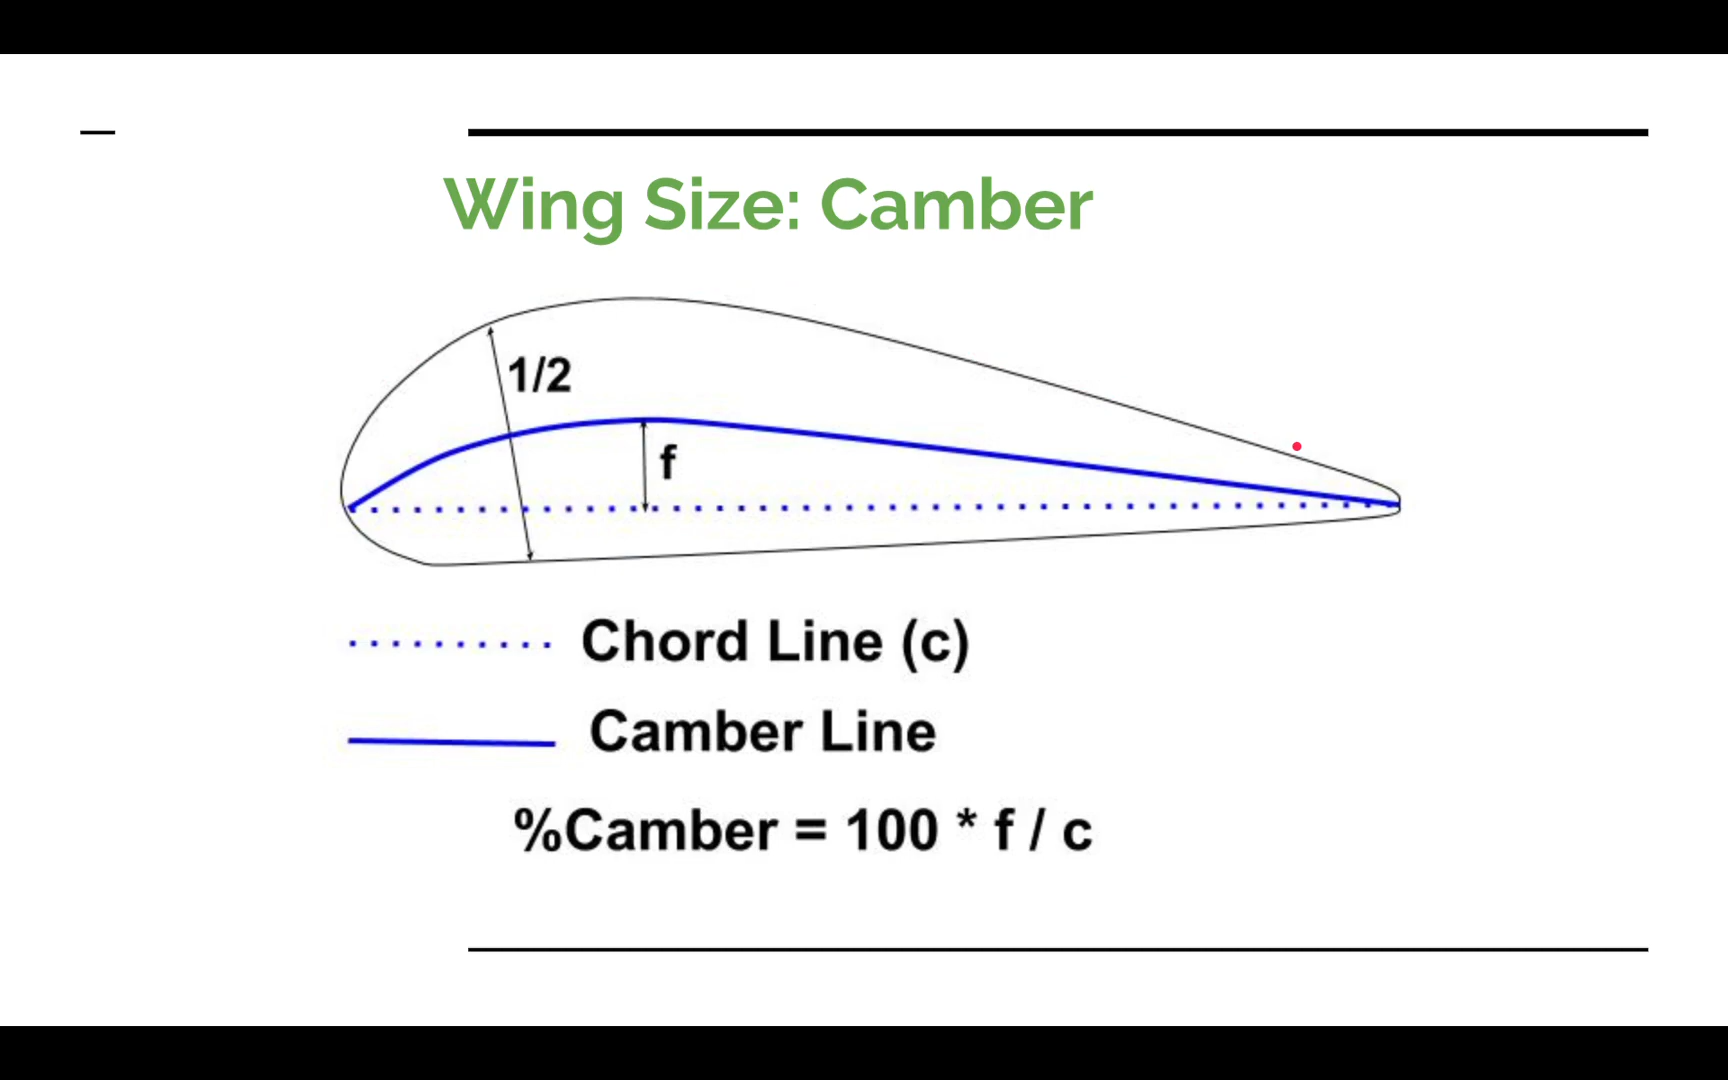 Wing Size: Camber
1/2
f
Chord Line (c)
Camber Line
%Camber = 100 * f / c